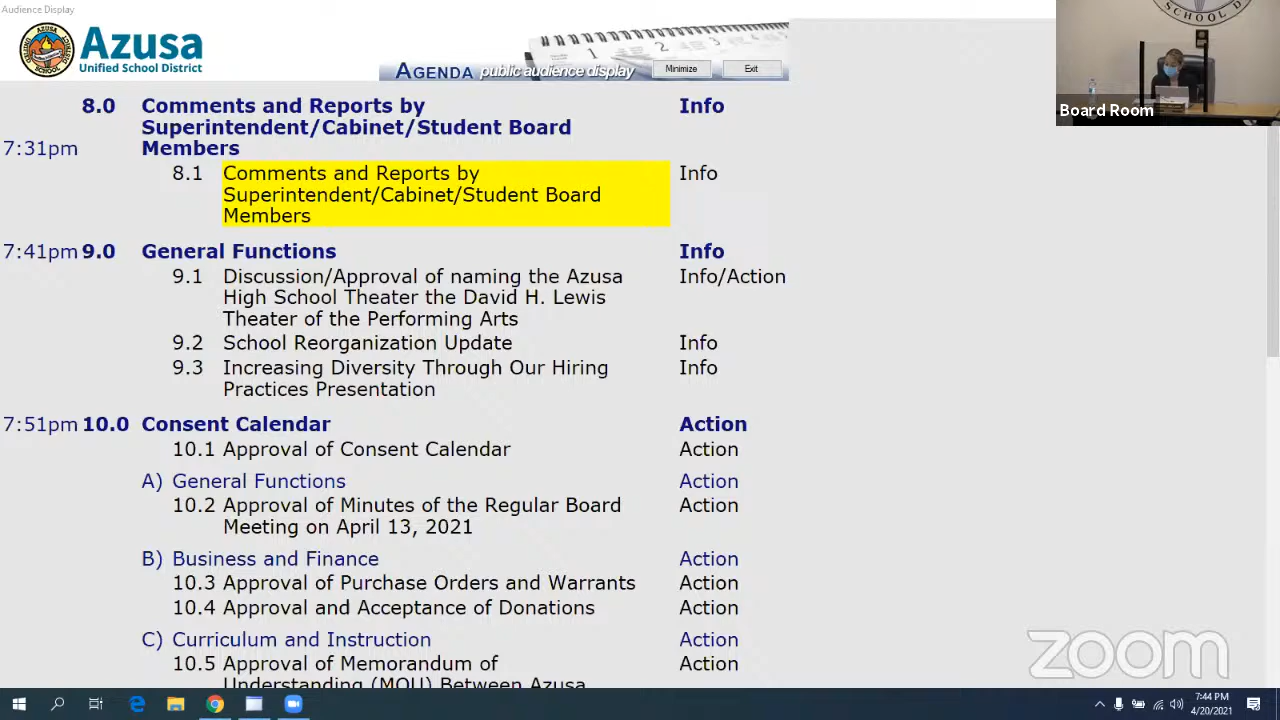 Audience Display
Azusa
Unified School District
AGENDA public audience display
Minimize
Exit
SCHOOL D
Board Room
8.0 Comments and Reports by Info
Superintendent/Cabinet/Student Board
7:31pm Members
8.1 Comments and Reports by Info
Superintendent/Cabinet/Student Board
Members
7:41pm 9.0 General Functions Info
9.1 Discussion/Approval of naming the Azusa Info/Action
High School Theater the David H. Lewis
Theater of the Performing Arts
9.2 School Reorganization Update Info
9.3 Increasing Diversity Through Our Hiring Info
Practices Presentation
7:51pm 10.0 Consent Calendar Action
10.1 Approval of Consent Calendar Action
A) General Functions Action
10.2 Approval of Minutes of the Regular Board Action
Meeting on April 13, 2021
B) Business and Finance Action
10.3 Approval of Purchase Orders and Warrants Action
10.4 Approval and Acceptance of Donations Action
C) Curriculum and Instruction Action
10.5 Approval of Memorandum of Action
Understanding (MOU) Between Azusa
zoom
7:44 PM
4/20/2021